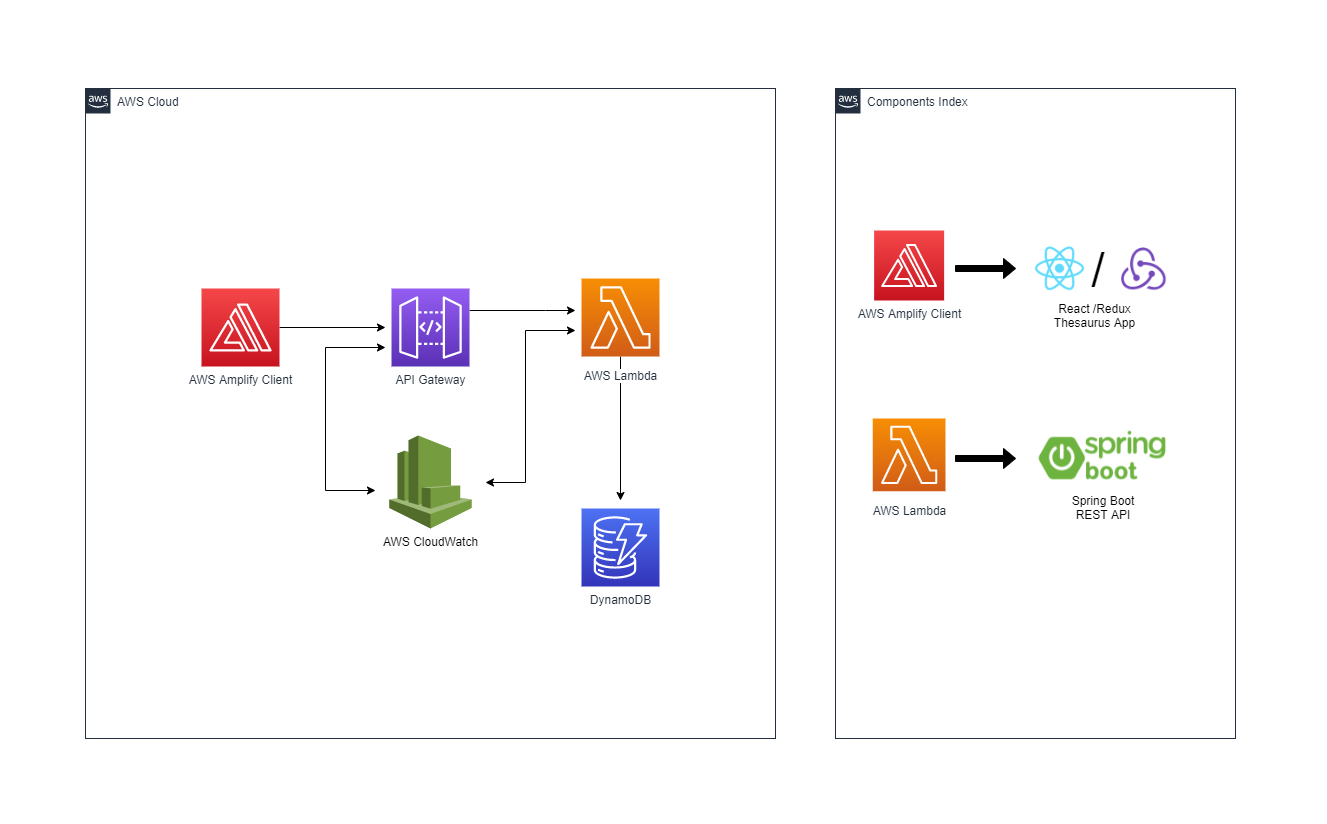 aws
AWS Cloud
AWS Amplify Client
</>
API Gateway
AWS Lambda
AWS CloudWatch
DynamoDB
aws
Components Index
AWS Amplify Client
/
React /Redux
Thesaurus App
AWS Lambda
spring
boot
Spring Boot
REST API